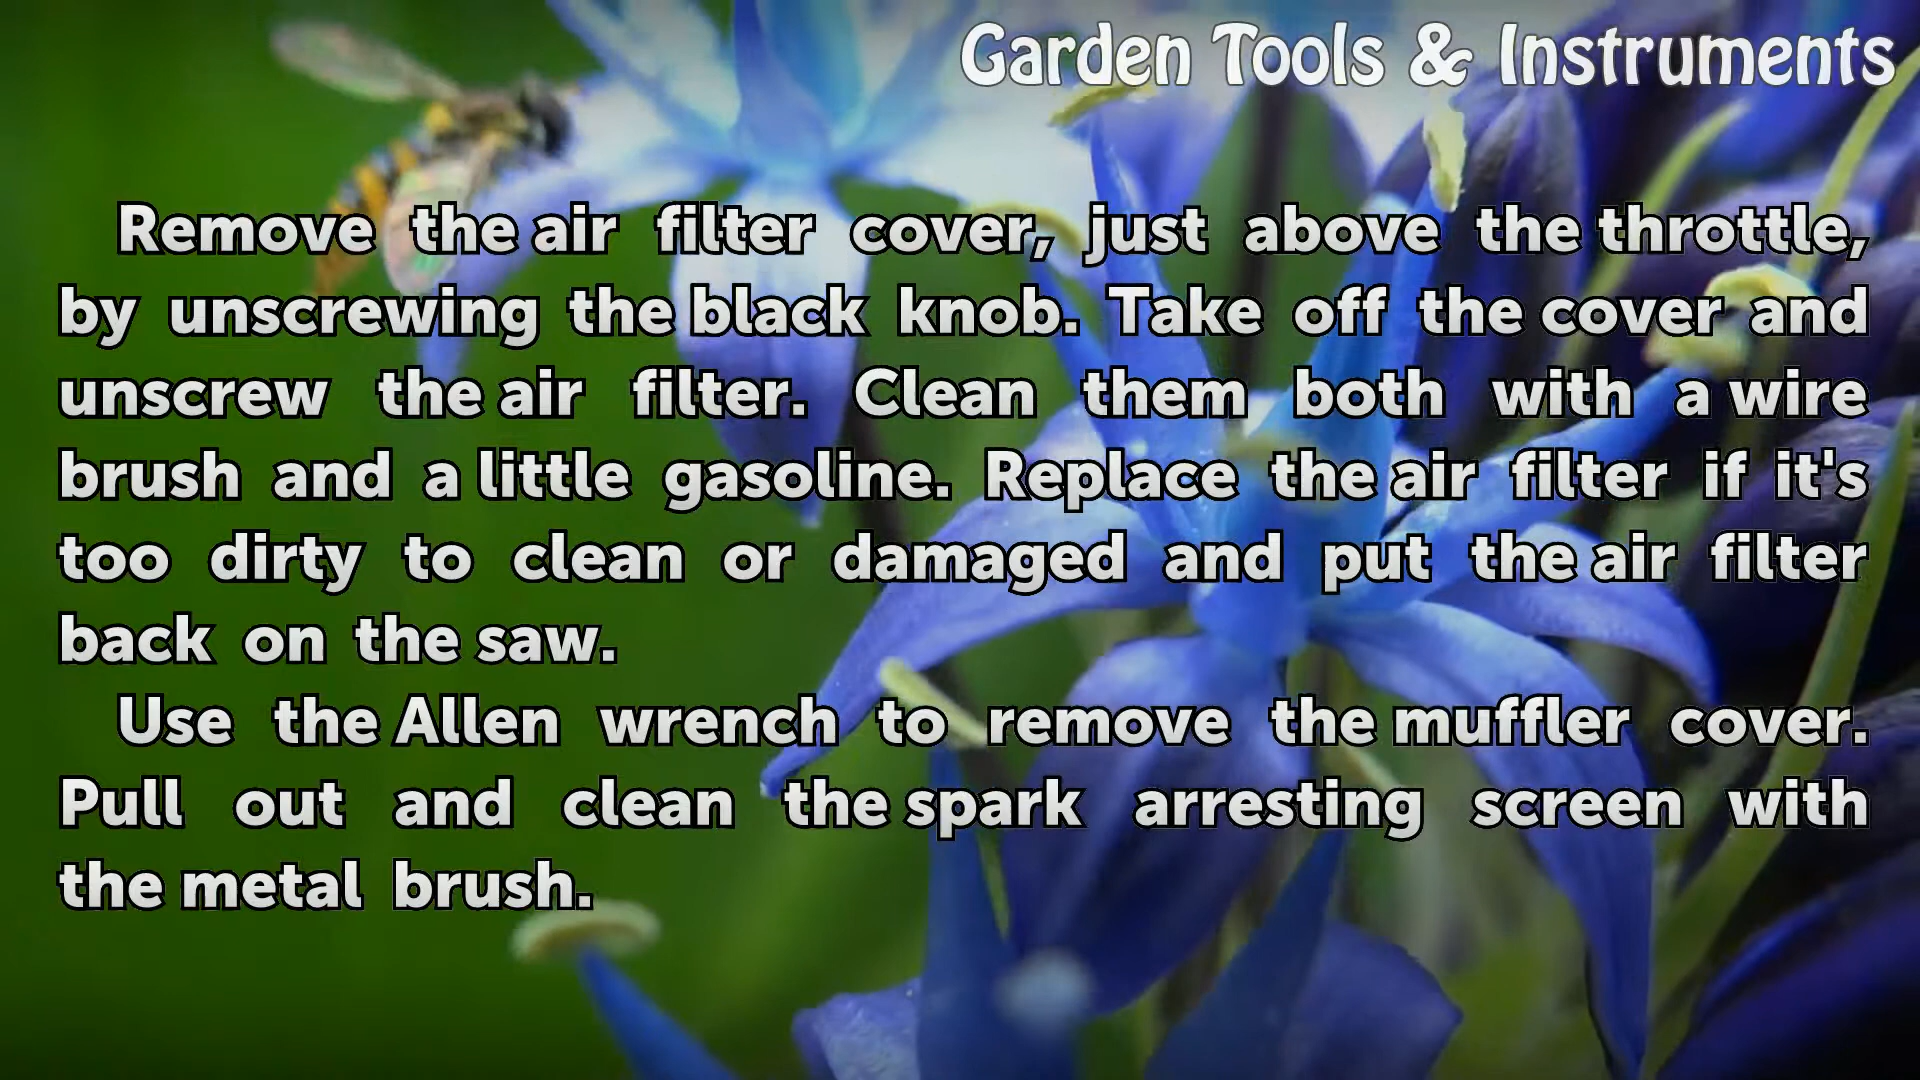 Garden Tools & Instruments
Remove the air filter cover, just above the throttle,
by unscrewing the black knob. Take off the cover and
unscrew the air filter. Clean them both with a wire
brush and a little gasoline. Replace the air filter if it's
too dirty to clean or damaged and put the air filter
back on the saw.
Use the Allen wrench to remove the muffler cover.
Pull out and clean the spark arresting screen with
the metal brush.